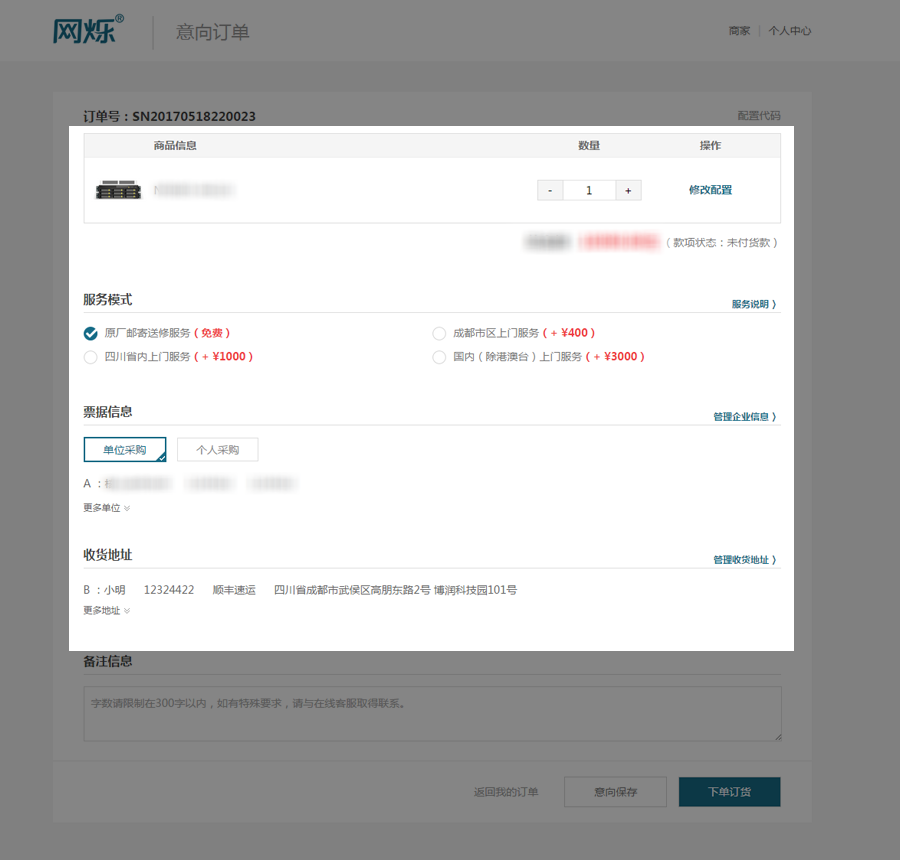 网烁®
意向订单
商家 | 个人中心
订单号：SN20170518220023
配置代码
商品信息 数量 操作
- 1 + 修改配置
（ 款项状态：未付货款 ）
服务模式
服务说明 》
原厂邮寄送修服务 ( 免费 ) 成都市区上门服务 ( + ¥400 )
四川省内上门服务 ( + ¥1000 ) 国内（除港澳台）上门服务 ( + ¥3000 )
票据信息
管理企业信息 》
单位采购 个人采购
A ：
更多单位
收货地址
管理收货地址 》
B ：小明 12324422 顺丰速运 四川省成都市武侯区高朋东路2号 博润科技园101号
更多地址
备注信息
字数请限制在300字以内，如有特殊要求，请与在线客服取得联系。
返回我的订单 意向保存 下单订货